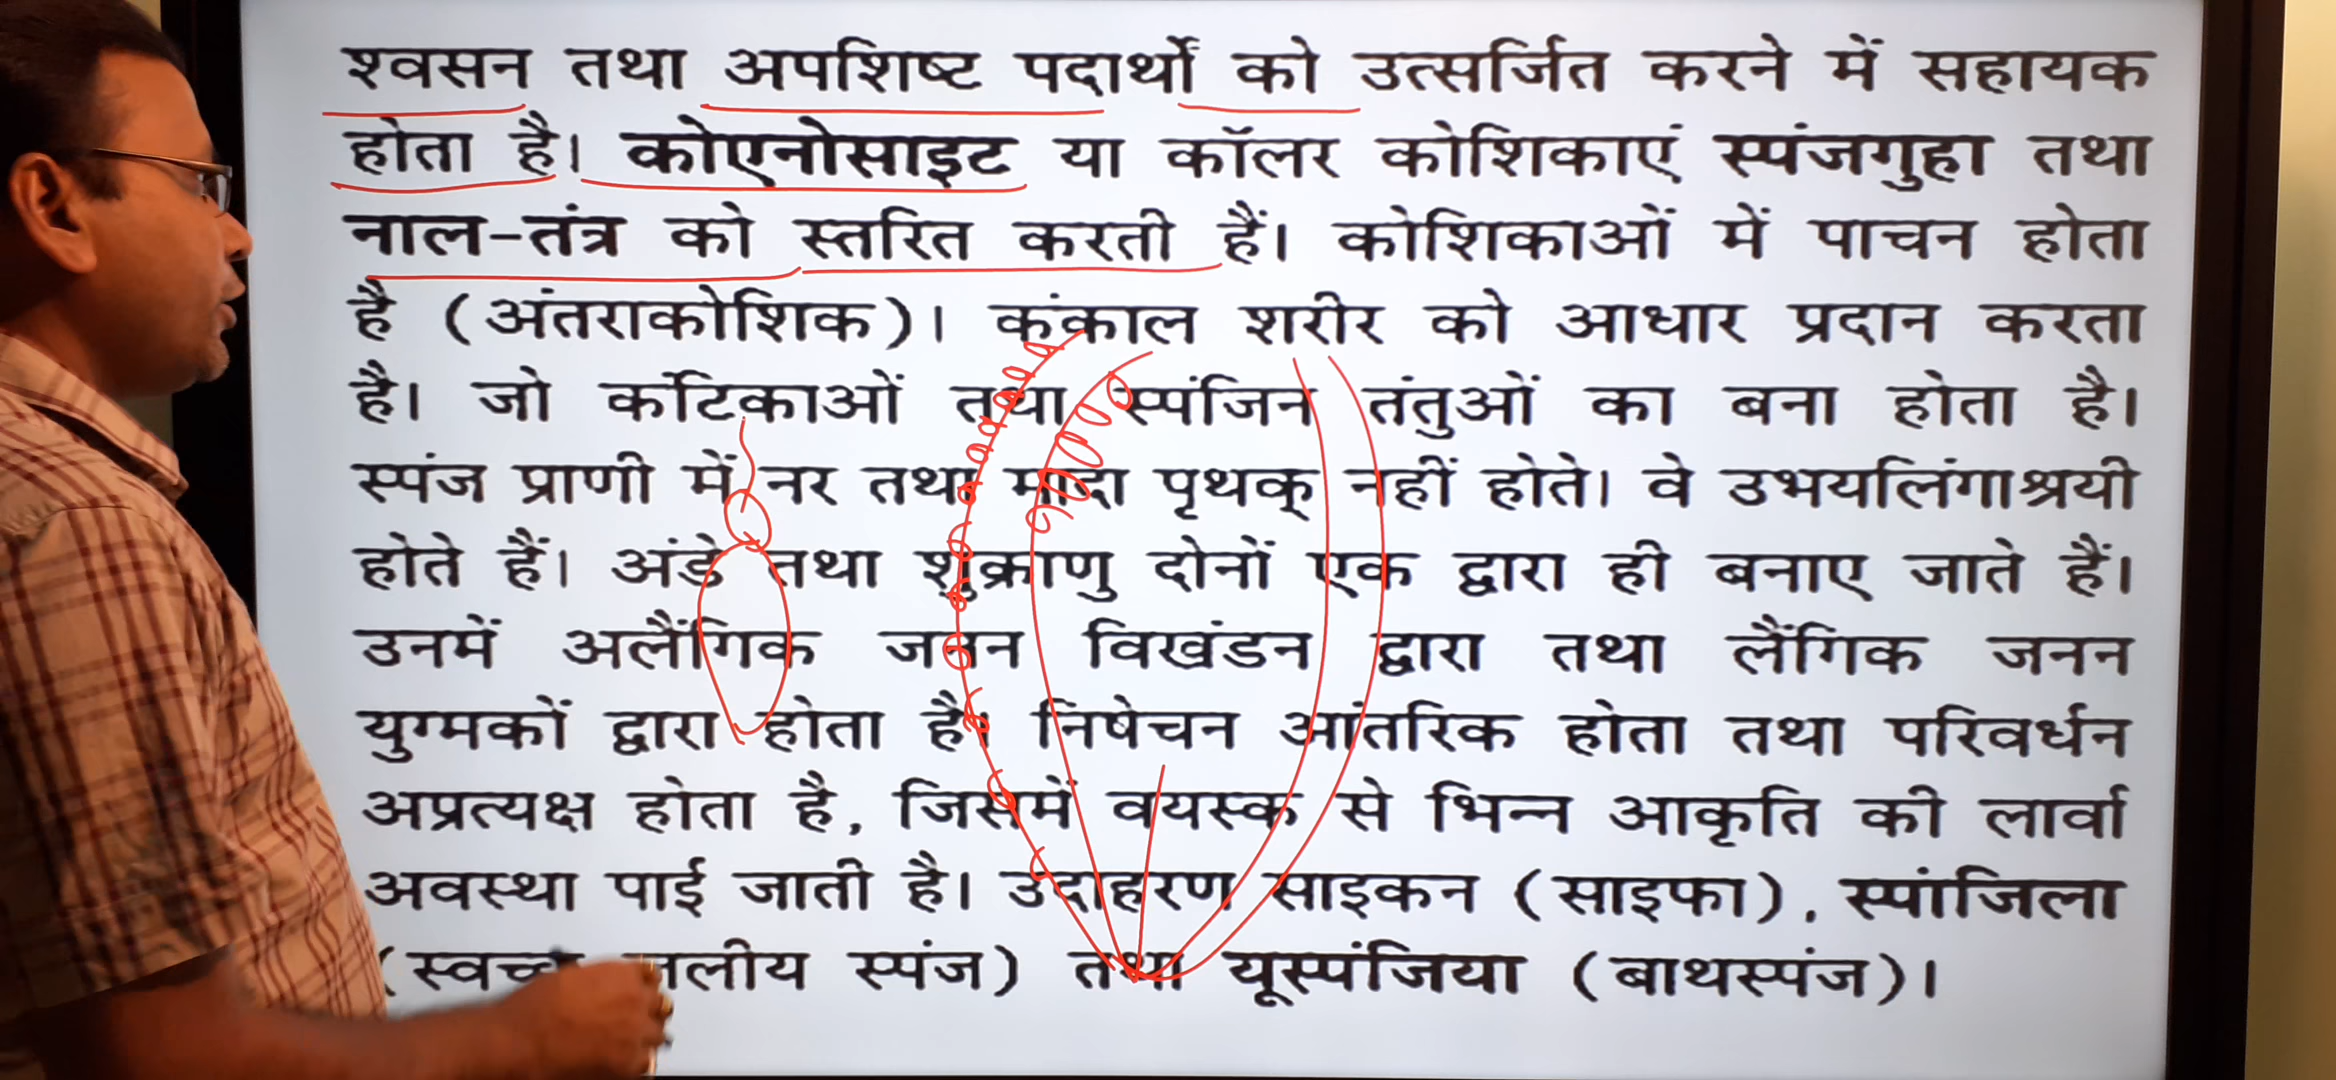 श्वसन तथा अपशिष्ट पदार्थों को उत्सर्जित करने में सहायक
होता है। कोएनोसाइट या कॉलर कोशिकाएं स्पंजगुहा तथा
नाल-तंत्र को स्तरित करती हैं। कोशिकाओं में पाचन होता
है (अंतराकोशिक)। कंकाल शरीर को आधार प्रदान करता
है। जो कंटिकाओं तथा स्पंजिन तंतुओं का बना होता है।
स्पंज प्राणी में नर तथा मादा पृथक् नहीं होते। वे उभयलिंगाश्रयी
होते हैं। अंडे तथा शुक्राणु दोनों एक द्वारा ही बनाए जाते हैं।
उनमें अलैंगिक जनन विखंडन द्वारा तथा लैंगिक जनन
युग्मकों द्वारा होता है। निषेचन आंतरिक होता तथा परिवर्धन
अप्रत्यक्ष होता है, जिसमें वयस्क से भिन्न आकृति की लार्वा
अवस्था पाई जाती है। उदाहरण साइकन (साइफा), स्पांजिला
स्पंज) तथा यूस्पंजिया (बाथस्पंज)।